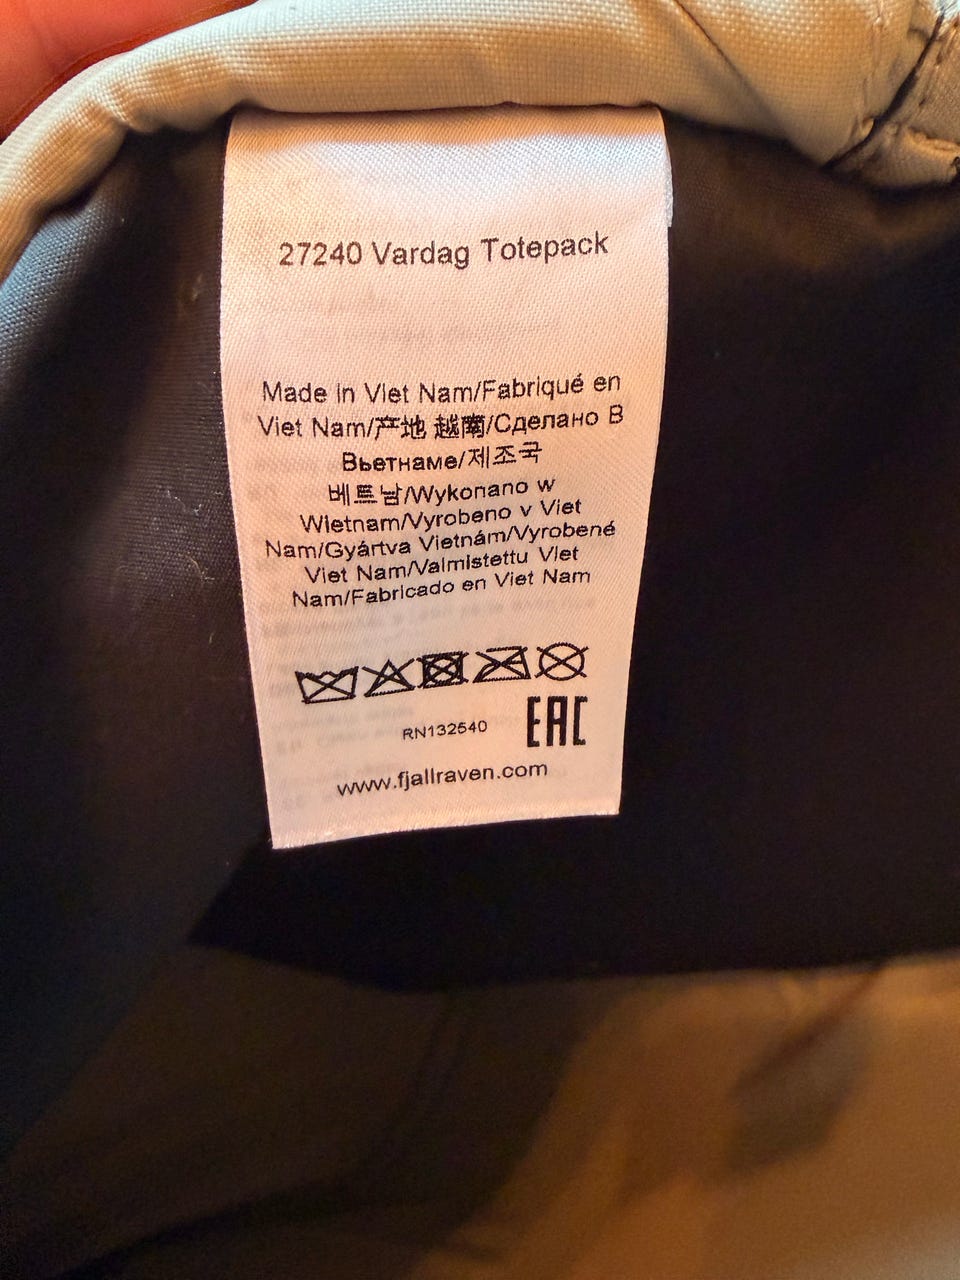 27240 Vardag Totepack
Made in Viet Nam/Fabriqué en
Viet Nam/产地 越南/Сделано В
Вьетнаме/제조국
베트남/Wykonano w
Wietnam/Vyrobeno v Viet
Nam/Gyártva Vietnám/Vyrobené
Viet Nam/Valmistettu Viet
Nam/Fabricado en Viet Nam
RN132540 EAC
www.fjallraven.com